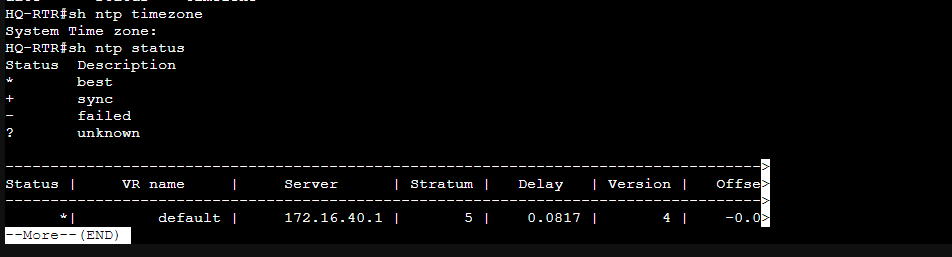 HQ-RTR#sh ntp timezone
System Time zone:
HQ-RTR#sh ntp status
Status  Description
*       best
+       sync
-       failed
?       unknown
--------------------------------------------------------------------------------------->
Status |      VR name      |      Server      | Stratum |   Delay   | Version |   Offse>
--------------------------------------------------------------------------------------->
      *|          default |      172.16.40.1 |       5 |    0.0817 |       4 |    -0.0>
--More--(END)